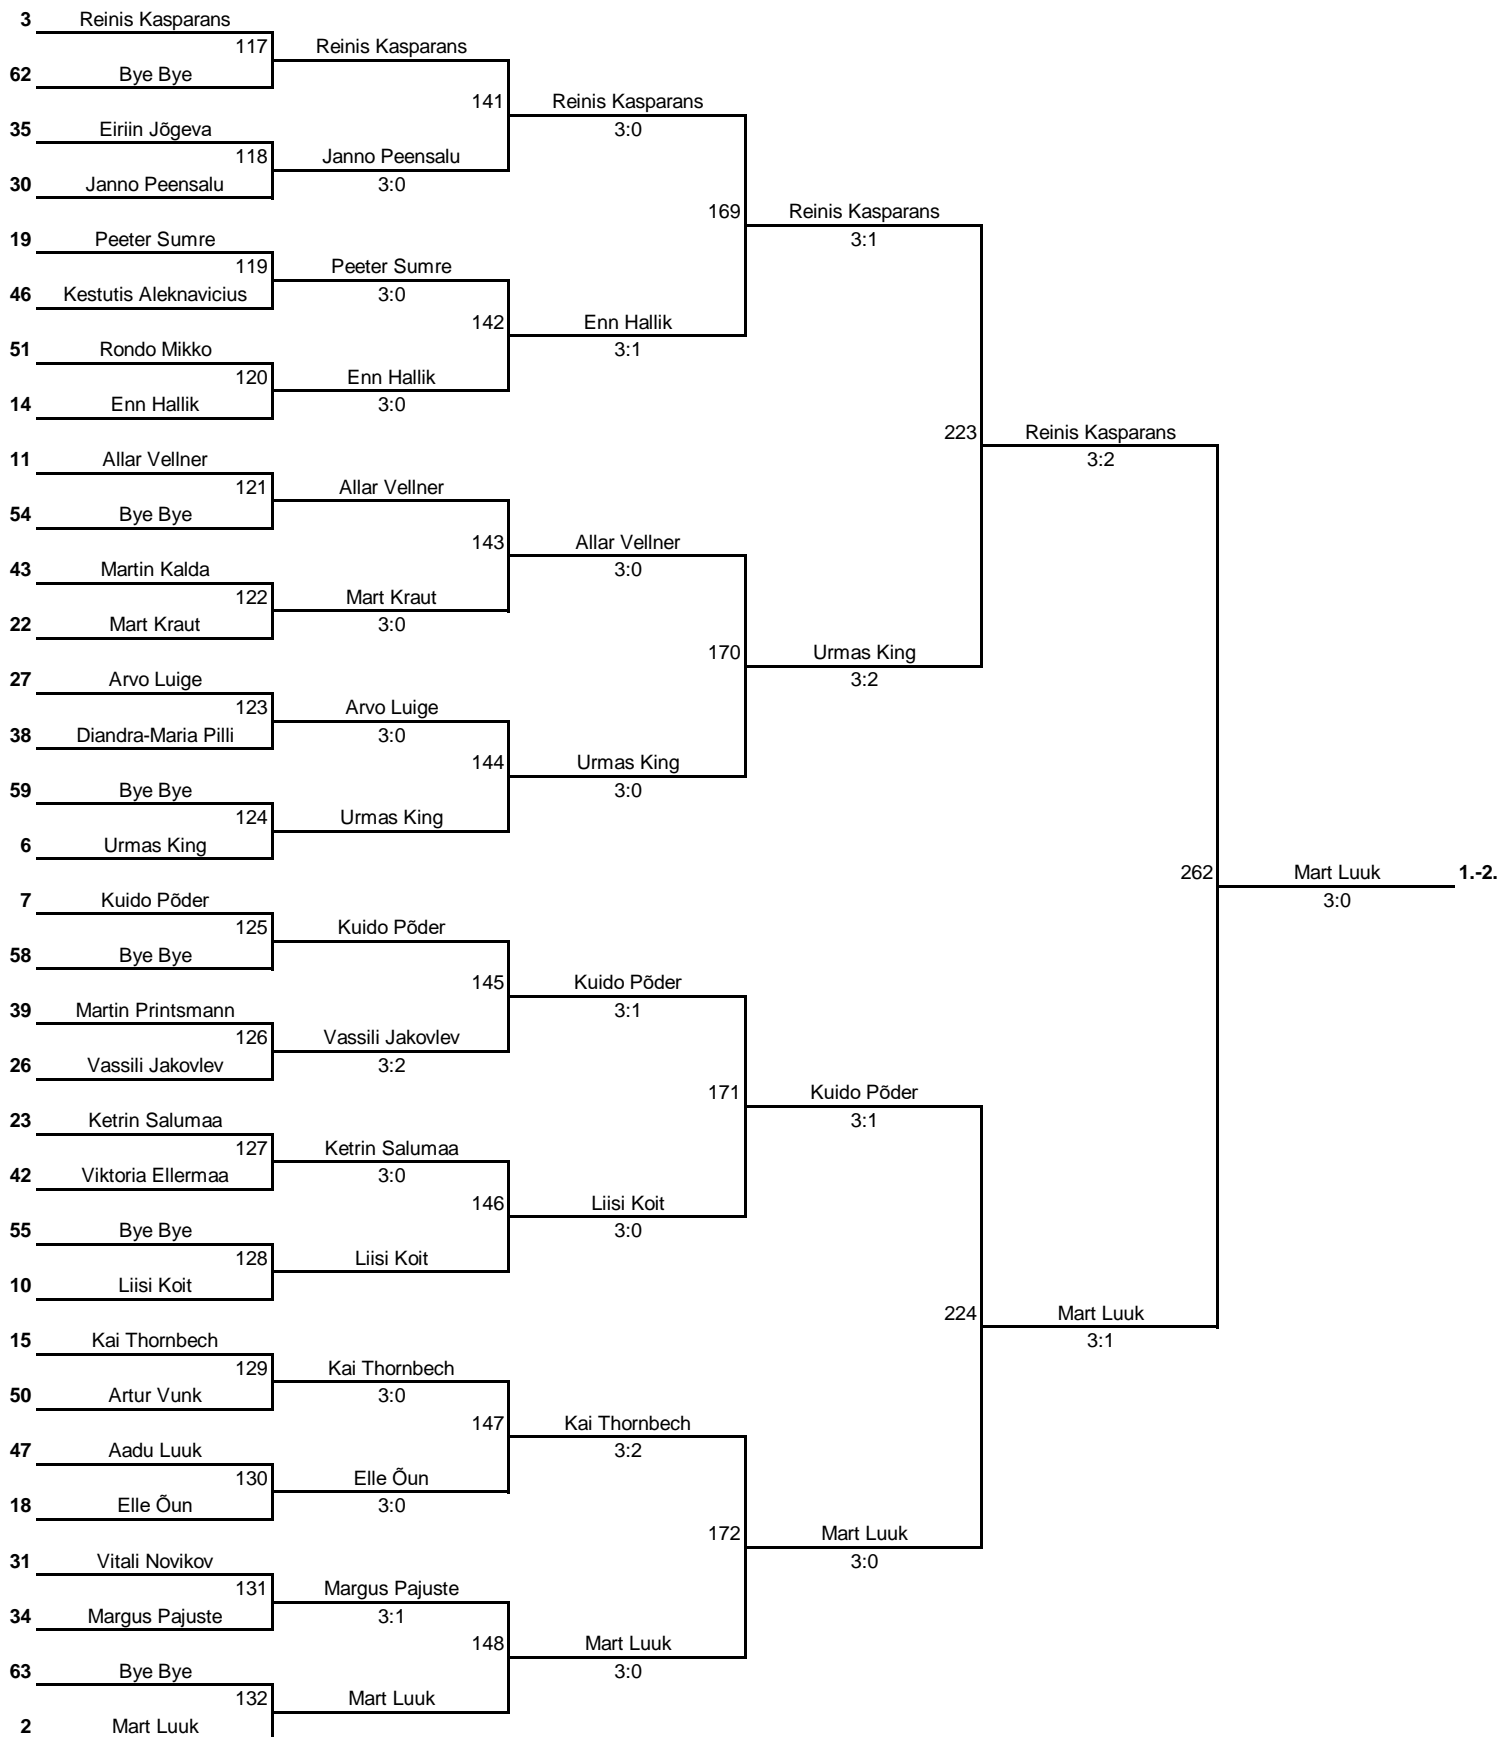 3 Reinis Kasparans
117 Reinis Kasparans
62 Bye Bye
141 Reinis Kasparans
35 Eiriin Jõgeva 3:0
118 Janno Peensalu
30 Janno Peensalu 3:0
169 Reinis Kasparans
19 Peeter Sumre 3:1
119 Peeter Sumre
46 Kestutis Aleknavicius 3:0
142 Enn Hallik
51 Rondo Mikko 3:1
120 Enn Hallik
14 Enn Hallik 3:0
223 Reinis Kasparans
11 Allar Vellner 3:2
121 Allar Vellner
54 Bye Bye
143 Allar Vellner
43 Martin Kalda 3:0
122 Mart Kraut
22 Mart Kraut 3:0
170 Urmas King
27 Arvo Luige 3:2
123 Arvo Luige
38 Diandra-Maria Pilli 3:0
144 Urmas King
59 Bye Bye 3:0
124 Urmas King
6 Urmas King
262 Mart Luuk 1.-2.
7 Kuido Põder 3:0
125 Kuido Põder
58 Bye Bye
145 Kuido Põder
39 Martin Printsmann 3:1
126 Vassili Jakovlev
26 Vassili Jakovlev 3:2
171 Kuido Põder
23 Ketrin Salumaa 3:1
127 Ketrin Salumaa
42 Viktoria Ellermaa 3:0
146 Liisi Koit
55 Bye Bye 3:0
128 Liisi Koit
10 Liisi Koit
224 Mart Luuk
15 Kai Thornbech 3:1
129 Kai Thornbech
50 Artur Vunk 3:0
147 Kai Thornbech
47 Aadu Luuk 3:2
130 Elle Õun
18 Elle Õun 3:0
172 Mart Luuk
31 Vitali Novikov 3:0
131 Margus Pajuste
34 Margus Pajuste 3:1
148 Mart Luuk
63 Bye Bye 3:0
132 Mart Luuk
2 Mart Luuk